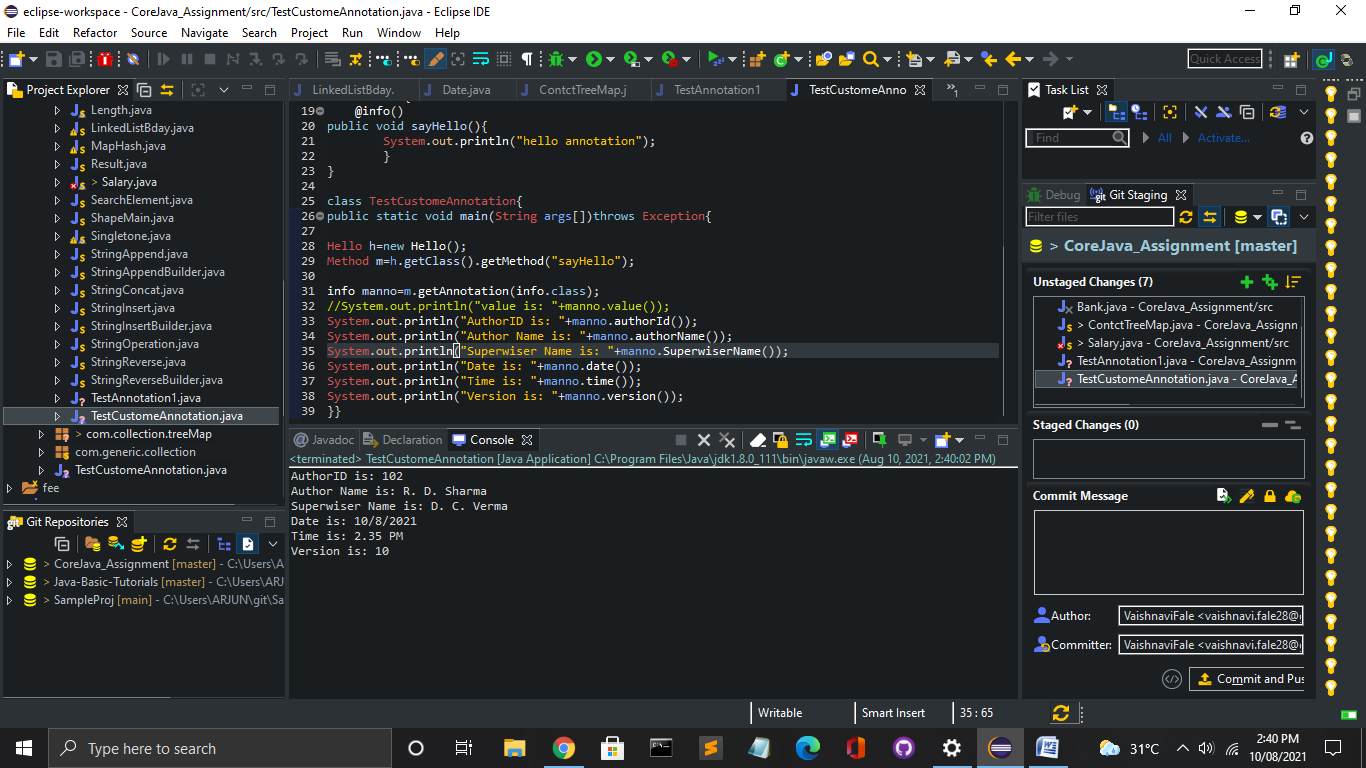 eclipse-workspace - CoreJava_Assignment/src/TestCustomeAnnotation.java - Eclipse IDE
File Edit Refactor Source Navigate Search Project Run Window Help
Quick Access
Project Explorer
Length.java
LinkedListBday.java
MapHash.java
Result.java
> Salary.java
SearchElement.java
ShapeMain.java
Singletone.java
StringAppend.java
StringAppendBuilder.java
StringConcat.java
StringInsert.java
StringInsertBuilder.java
StringOperation.java
StringReverse.java
StringReverseBuilder.java
TestAnnotation1.java
TestCustomeAnnotation.java
> com.collection.treeMap
com.generic.collection
TestCustomeAnnotation.java
fee
Git Repositories
> CoreJava_Assignment [master] - C:\Users\A
> Java-Basic-Tutorials [master] - C:\Users\ARJ
> SampleProj [main] - C:\Users\ARJUN\git\Sa
LinkedListBday. Date.java ContctTreeMap.j TestAnnotation1 TestCustomeAnno »1
19 @info()
20 public void sayHello(){
21 System.out.println("hello annotation");
22 }
23 }
24
25 class TestCustomeAnnotation{
26 public static void main(String args[])throws Exception{
27
28 Hello h=new Hello();
29 Method m=h.getClass().getMethod("sayHello");
30
31 info manno=m.getAnnotation(info.class);
32 //System.out.println("value is: "+manno.value());
33 System.out.println("AuthorID is: "+manno.authorId());
34 System.out.println("Author Name is: "+manno.authorName());
35 System.out.println("Superwiser Name is: "+manno.SuperwiserName());
36 System.out.println("Date is: "+manno.date());
37 System.out.println("Time is: "+manno.time());
38 System.out.println("Version is: "+manno.version());
39 }}
@ Javadoc Declaration Console
<terminated> TestCustomeAnnotation [Java Application] C:\Program Files\Java\jdk1.8.0_111\bin\javaw.exe (Aug 10, 2021, 2:40:02 PM)
AuthorID is: 102
Author Name is: R. D. Sharma
Superwiser Name is: D. C. Verma
Date is: 10/8/2021
Time is: 2.35 PM
Version is: 10
Task List
Find All Activate...
Debug Git Staging
Filter files
> CoreJava_Assignment [master]
Unstaged Changes (7)
Bank.java - CoreJava_Assignment/src
> ContctTreeMap.java - CoreJava_Assignm
> Salary.java - CoreJava_Assignment/src
TestAnnotation1.java - CoreJava_Assignm
TestCustomeAnnotation.java - CoreJava_A
Staged Changes (0)
Commit Message
Author: VaishnaviFale <vaishnavi.fale28@
Committer: VaishnaviFale <vaishnavi.fale28@
Commit and Pus
Writable Smart Insert 35 : 65
Type here to search
31°C
2:40 PM
10/08/2021